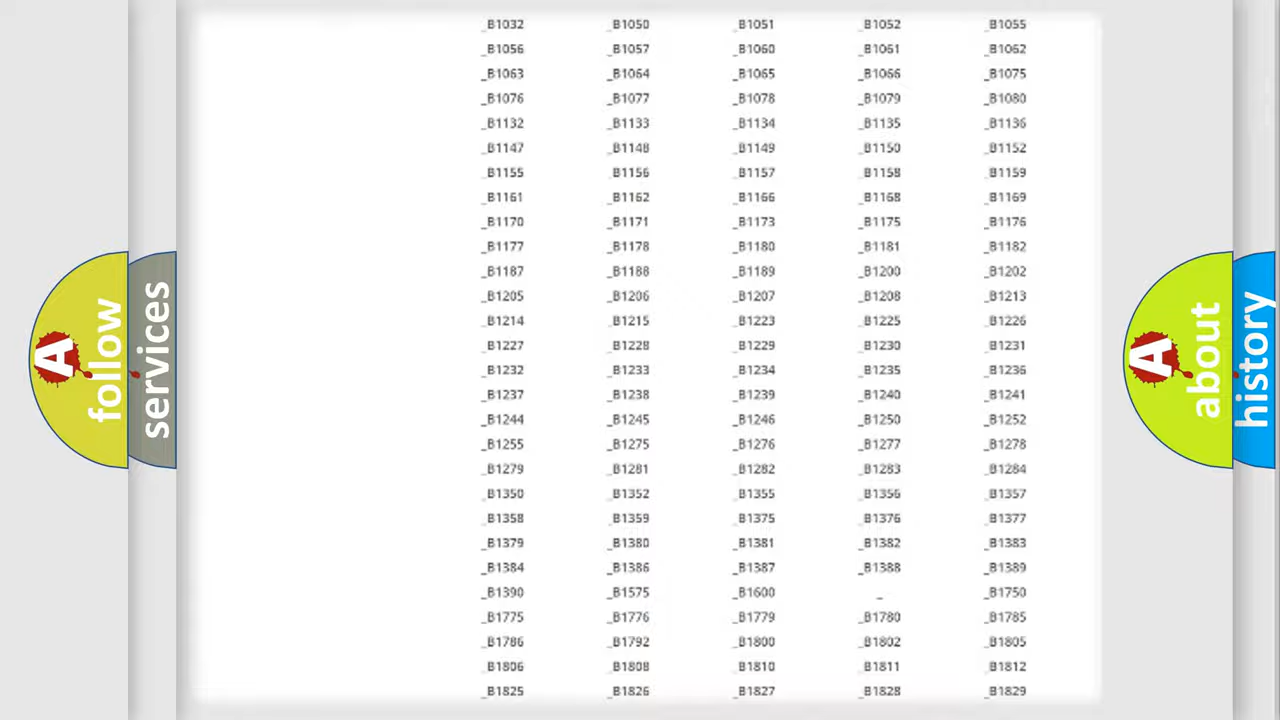 _B1032 _B1050 _B1051 _B1052 _B1055
_B1056 _B1057 _B1060 _B1061 _B1062
_B1063 _B1064 _B1065 _B1066 _B1075
_B1076 _B1077 _B1078 _B1079 _B1080
_B1132 _B1133 _B1134 _B1135 _B1136
_B1147 _B1148 _B1149 _B1150 _B1152
_B1155 _B1156 _B1157 _B1158 _B1159
_B1161 _B1162 _B1166 _B1168 _B1169
_B1170 _B1171 _B1173 _B1175 _B1176
_B1177 _B1178 _B1180 _B1181 _B1182
_B1187 _B1188 _B1189 _B1200 _B1202
_B1205 _B1206 _B1207 _B1208 _B1213
_B1214 _B1215 _B1223 _B1225 _B1226
_B1227 _B1228 _B1229 _B1230 _B1231
_B1232 _B1233 _B1234 _B1235 _B1236
_B1237 _B1238 _B1239 _B1240 _B1241
_B1244 _B1245 _B1246 _B1250 _B1252
_B1255 _B1275 _B1276 _B1277 _B1278
_B1279 _B1281 _B1282 _B1283 _B1284
_B1350 _B1352 _B1355 _B1356 _B1357
_B1358 _B1359 _B1375 _B1376 _B1377
_B1379 _B1380 _B1381 _B1382 _B1383
_B1384 _B1386 _B1387 _B1388 _B1389
_B1390 _B1575 _B1600 _ _B1750
_B1775 _B1776 _B1779 _B1780 _B1785
_B1786 _B1792 _B1800 _B1802 _B1805
_B1806 _B1808 _B1810 _B1811 _B1812
_B1825 _B1826 _B1827 _B1828 _B1829
A follow
services
A about
history